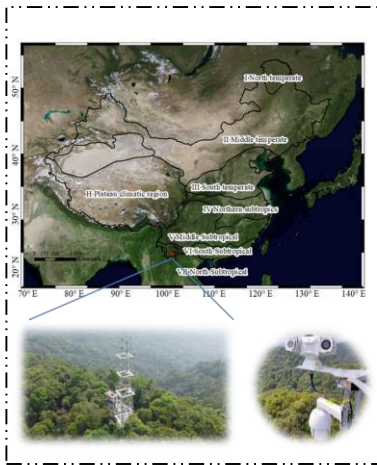 50° N
40° N
30° N
20° N
I North temperate
II Middle temperate
III South temperate
H Plateau climatic region
IV Northern subtropics
V Middle Subtropical
VI South Subtropical
VII North Subtropical
70° E 80° E 90° E 100° E 110° E 120° E 130° E 140° E